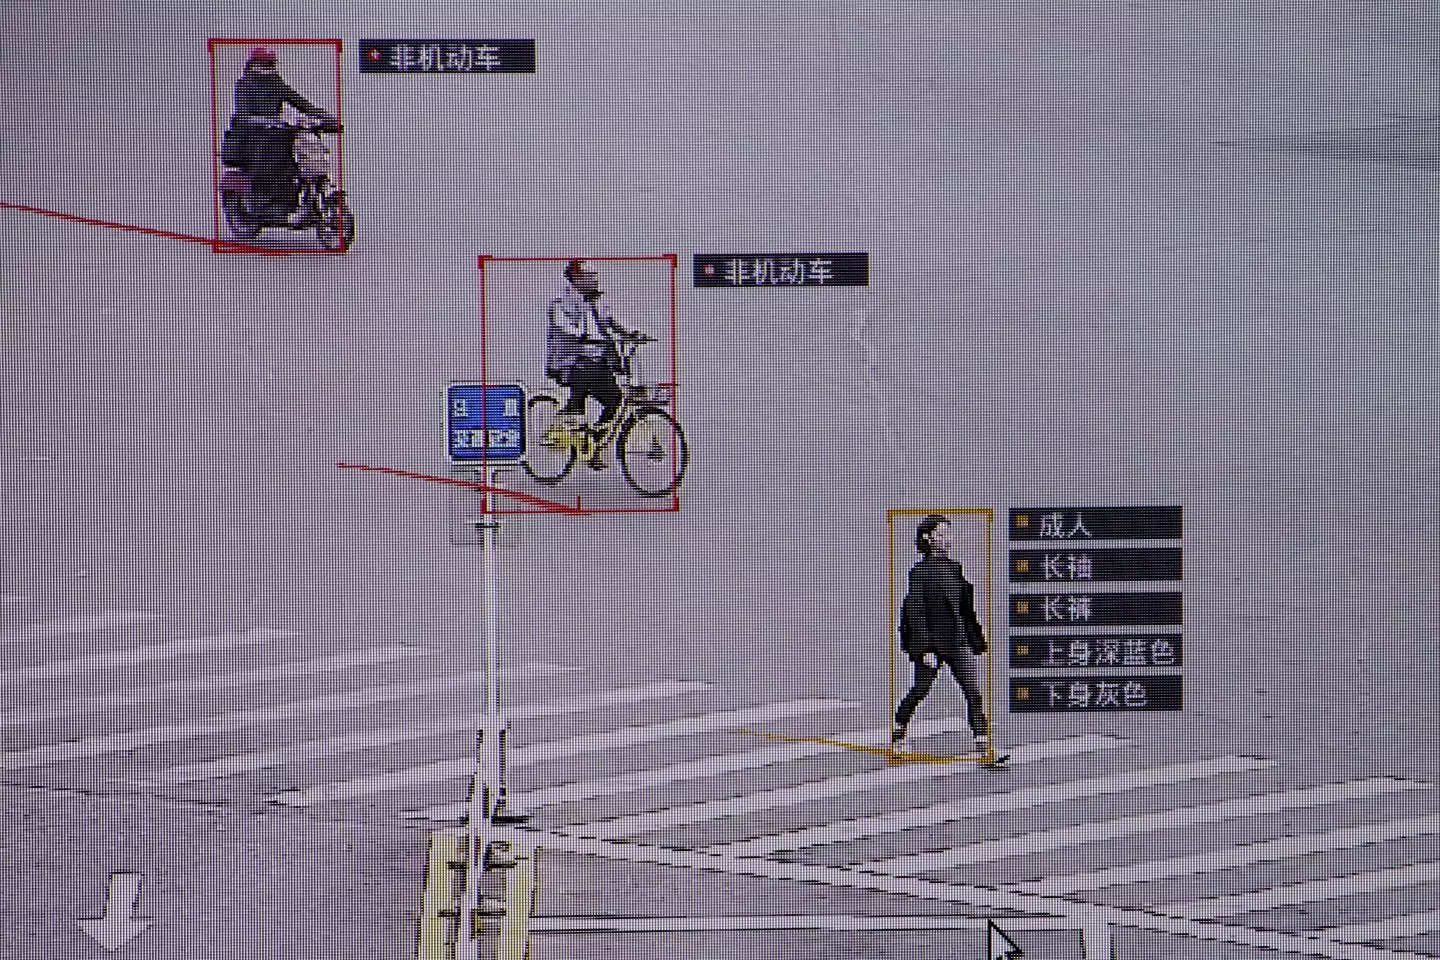 非机动车
非机动车
成人
长袖
长裤
上身深蓝色
下身灰色